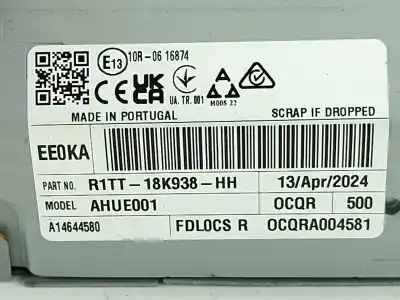 E13
10R-06 16874
CE UK CA
UA.TR.001
M005 22
MADE IN PORTUGAL
SCRAP IF DROPPED
EE0KA
PART NO. R1TT-18K938-HH
13/Apr/2024
MODEL AHUE001
OCQR
500
A14644580
FDL0CS R
OCQRA004581